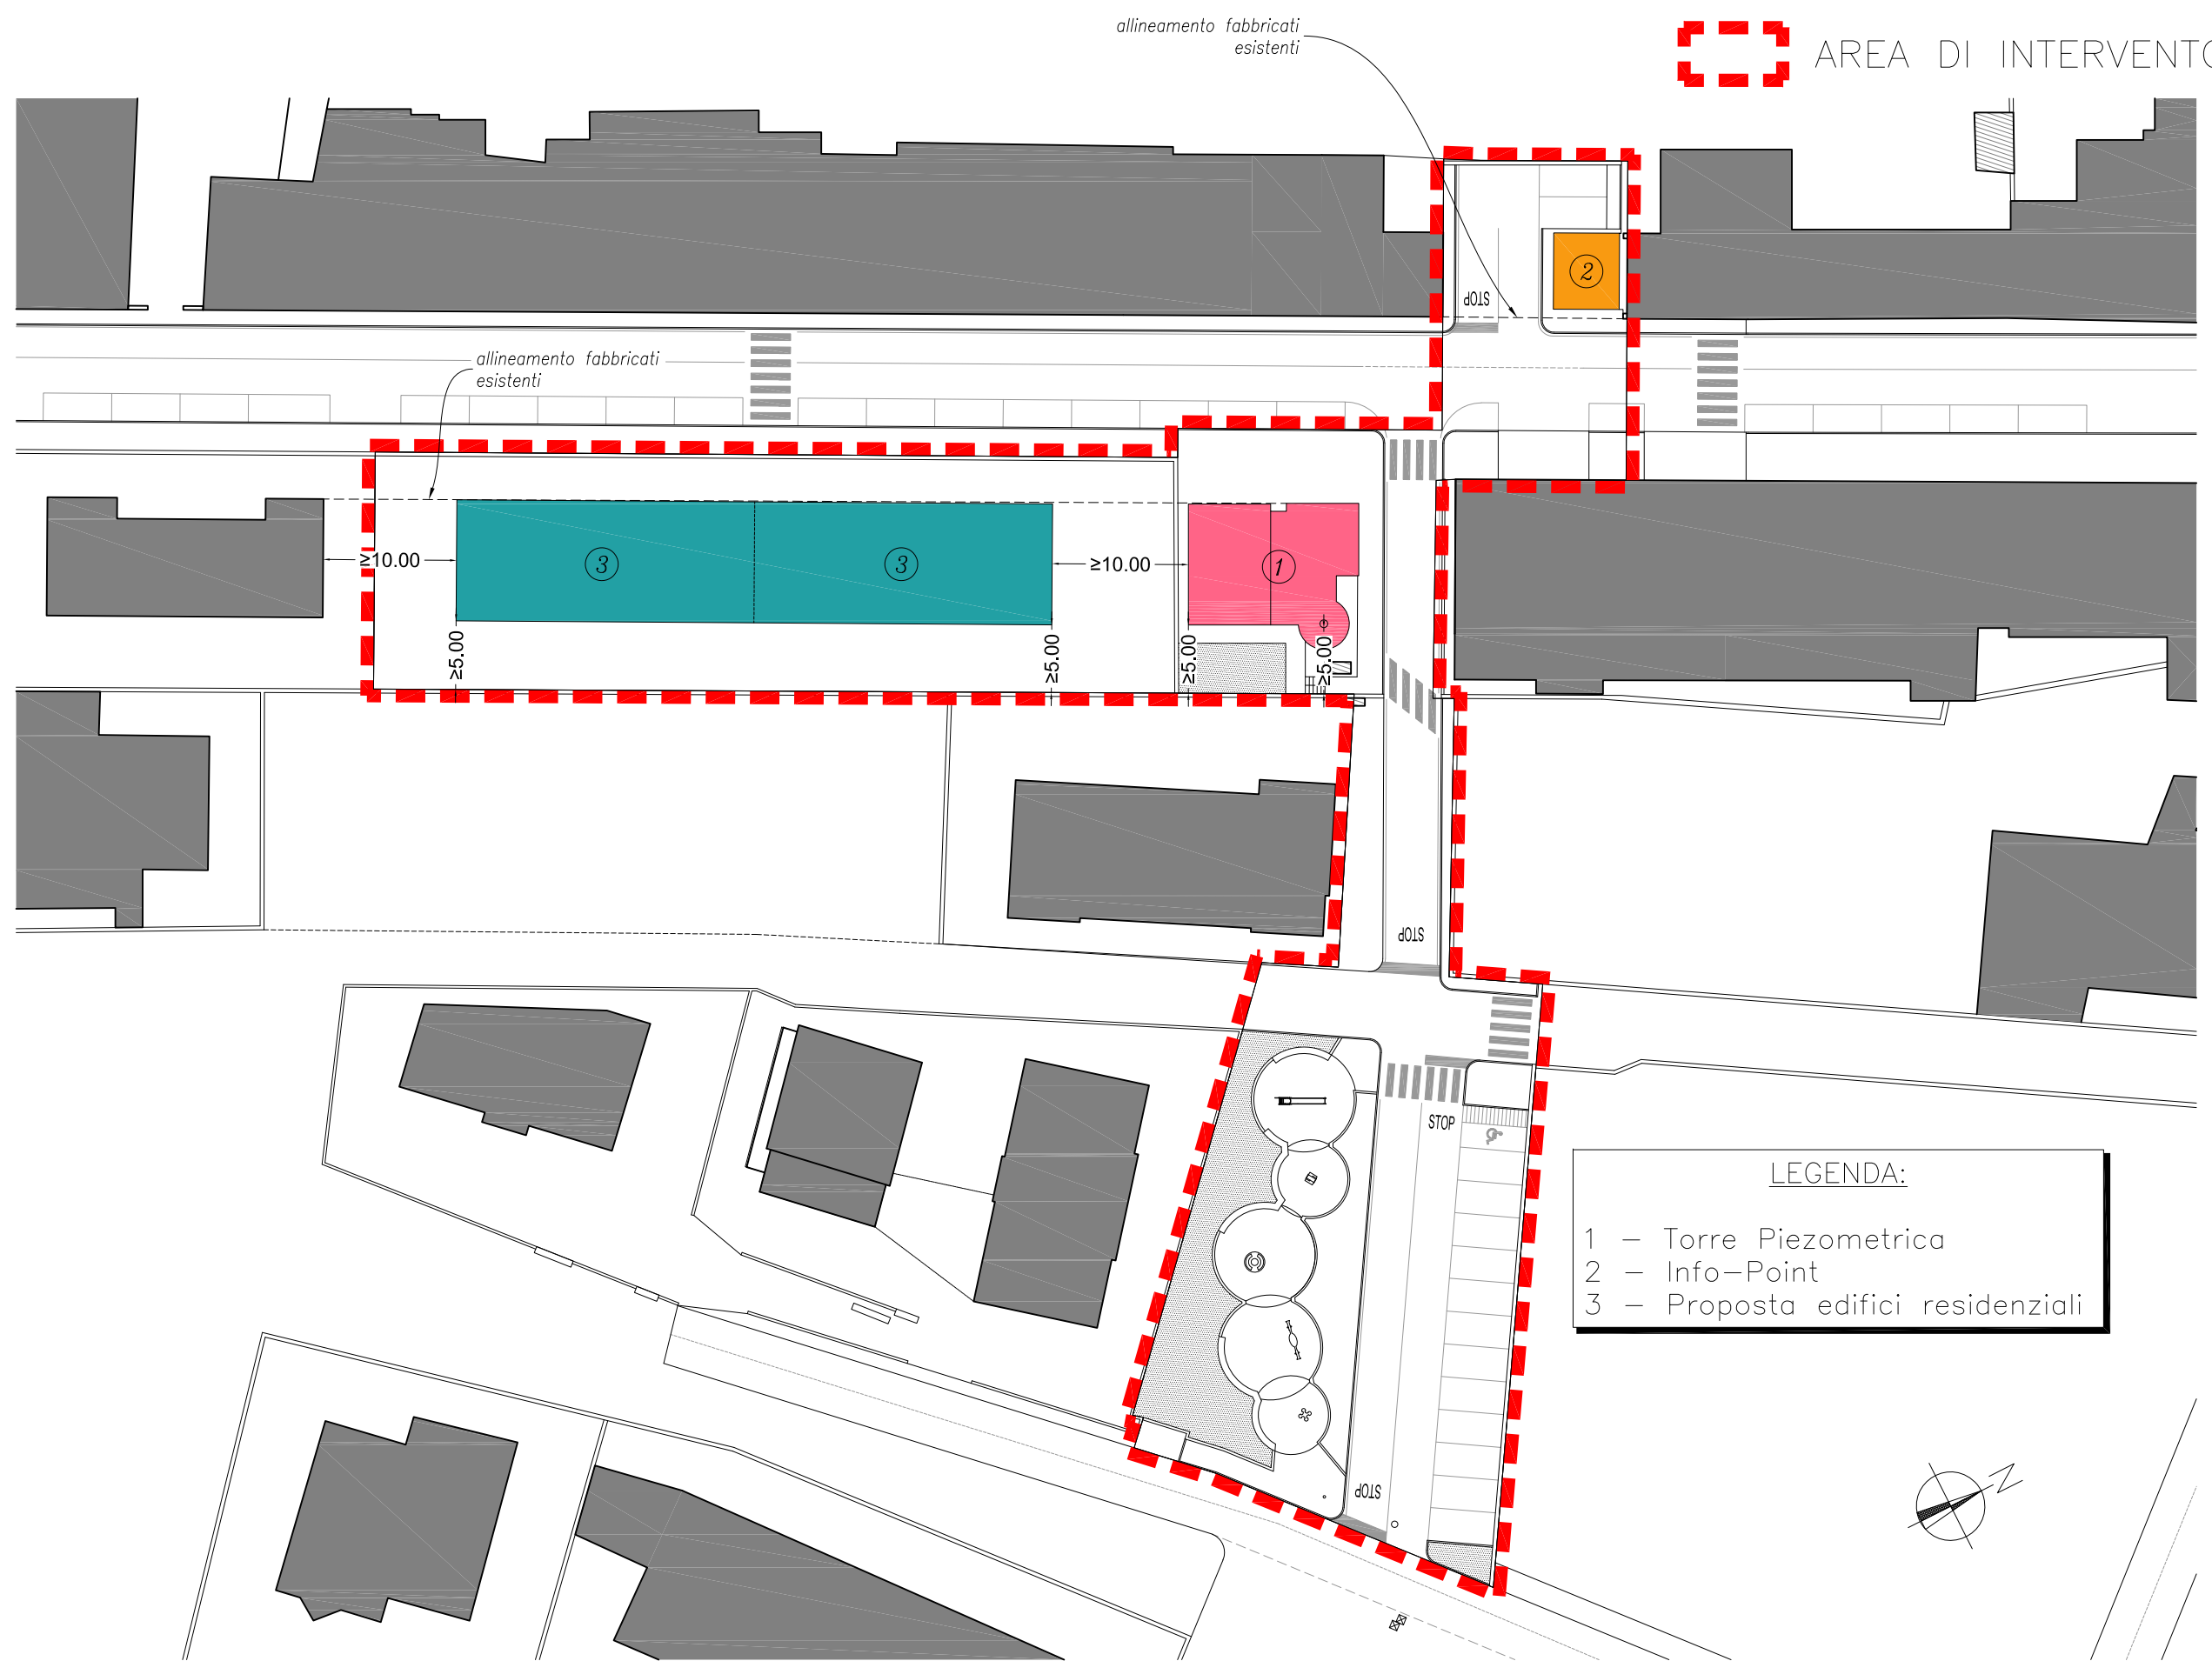 allineamento fabbricati
esistenti
AREA DI INTERVENTO
2
STOP
allineamento fabbricati
esistenti
≥10.00
3
3
≥10.00
1
≥5.00
≥5.00
≥5.00
≥5.00
STOP
STOP
STOP
LEGENDA:
1 - Torre Piezometrica
2 - Info-Point
3 - Proposta edifici residenziali
N